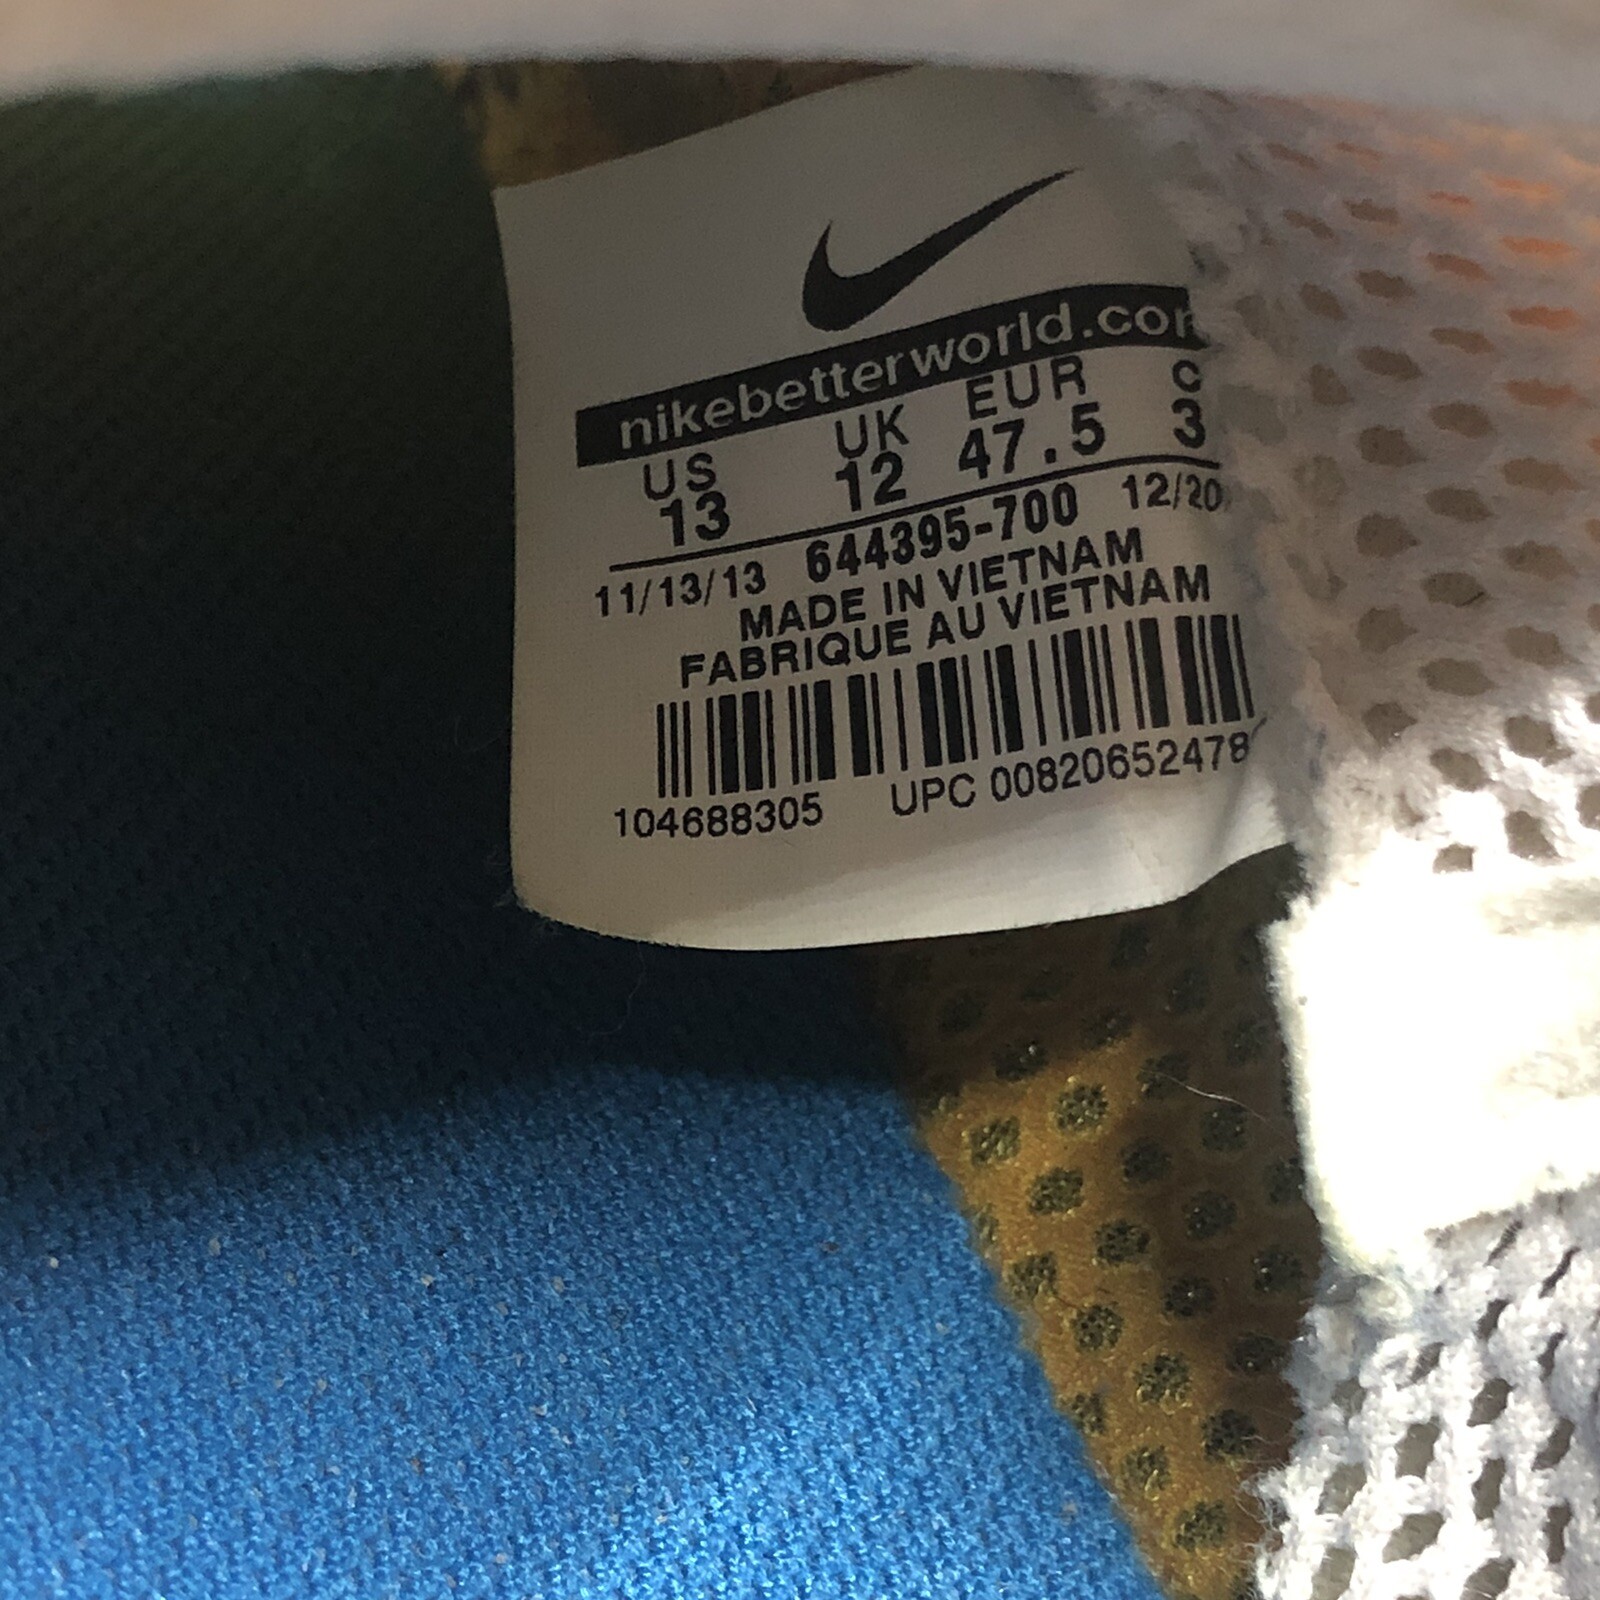 nikebetterworld.com
US UK EUR C
13 12 47.5 3
11/13/13 644395-700 12/20
MADE IN VIETNAM
FABRIQUE AU VIETNAM
104688305 UPC 00820652478